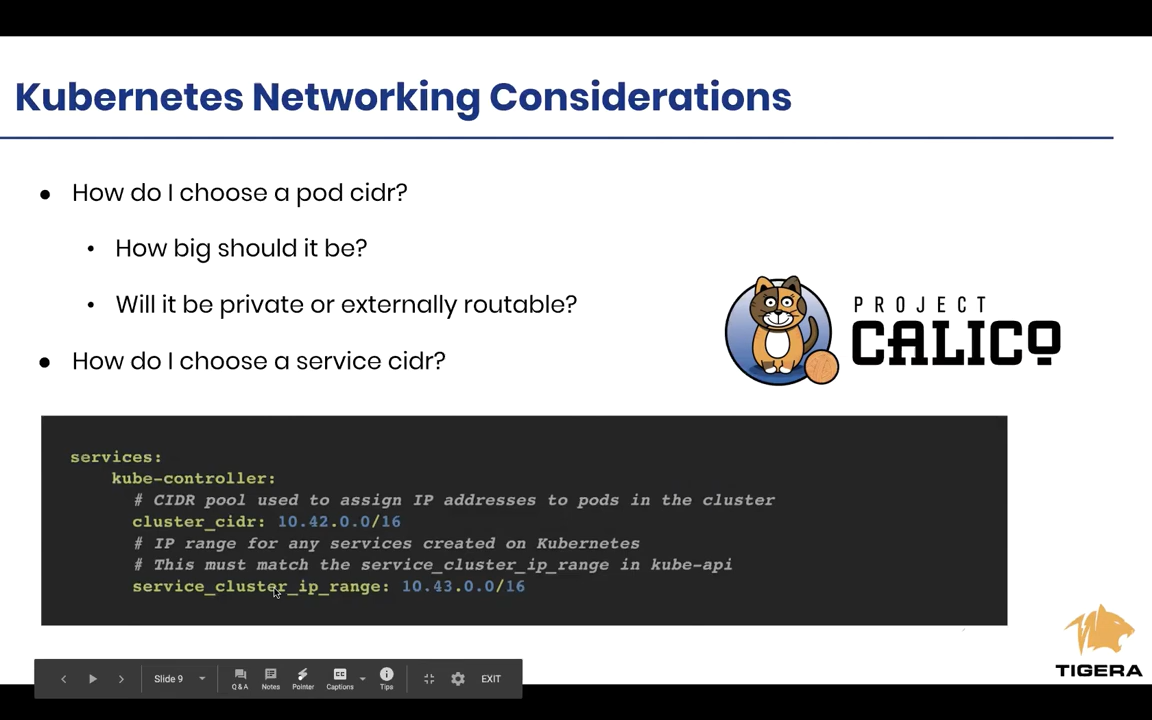 Kubernetes Networking Considerations
● How do I choose a pod cidr?
• How big should it be?
• Will it be private or externally routable?
● How do I choose a service cidr?
PROJECT
CALICO
services:
kube-controller:
# CIDR pool used to assign IP addresses to pods in the cluster
cluster_cidr: 10.42.0.0/16
# IP range for any services created on Kubernetes
# This must match the service_cluster_ip_range in kube-api
service_cluster_ip_range: 10.43.0.0/16
TIGERA
Slide 9 Q & A Notes Pointer Captions Tips EXIT